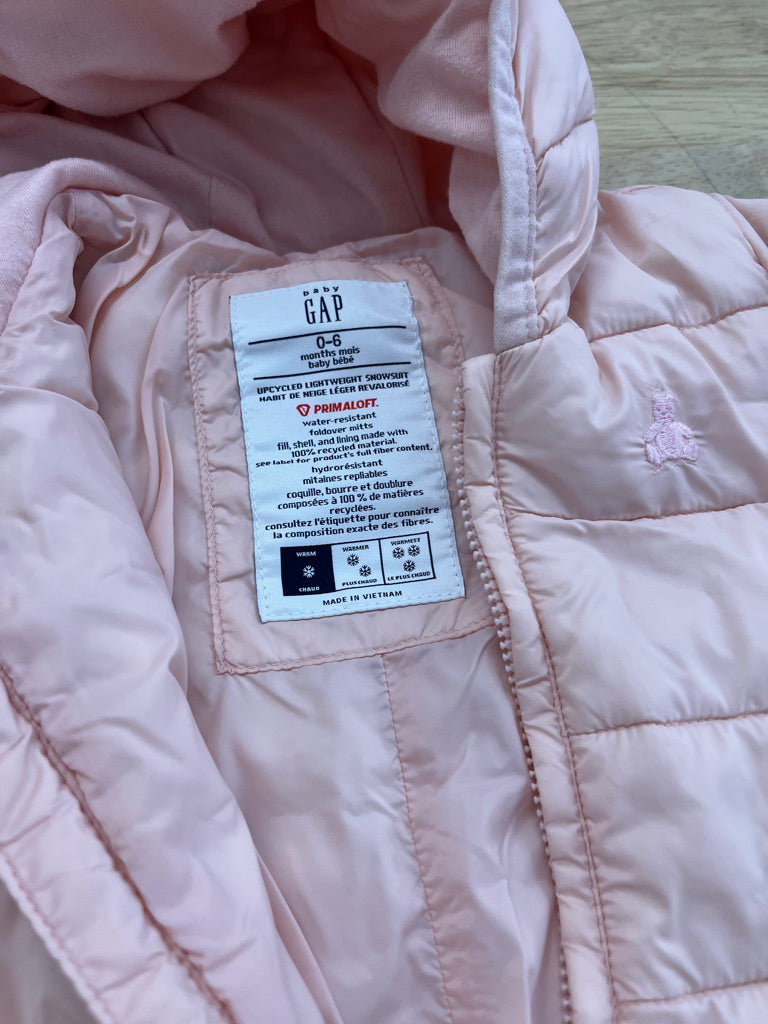 baby
GAP
0-6
months mois
baby bébé
UPCYCLED LIGHTWEIGHT SNOWSUIT
HABIT DE NEIGE LÉGER REVALORISÉ
PRIMALOFT.
water-resistant
foldover mitts
fill, shell, and lining made with
100% recycled material.
see label for product's full fiber content.
hydrorésistant
mitaines repliables
coquille, bourre et doublure
composées à 100 % de matières
recyclées.
consultez l'étiquette pour connaître
la composition exacte des fibres.
WARM WARMER WARMEST
CHAUD PLUS CHAUD LE PLUS CHAUD
MADE IN VIETNAM